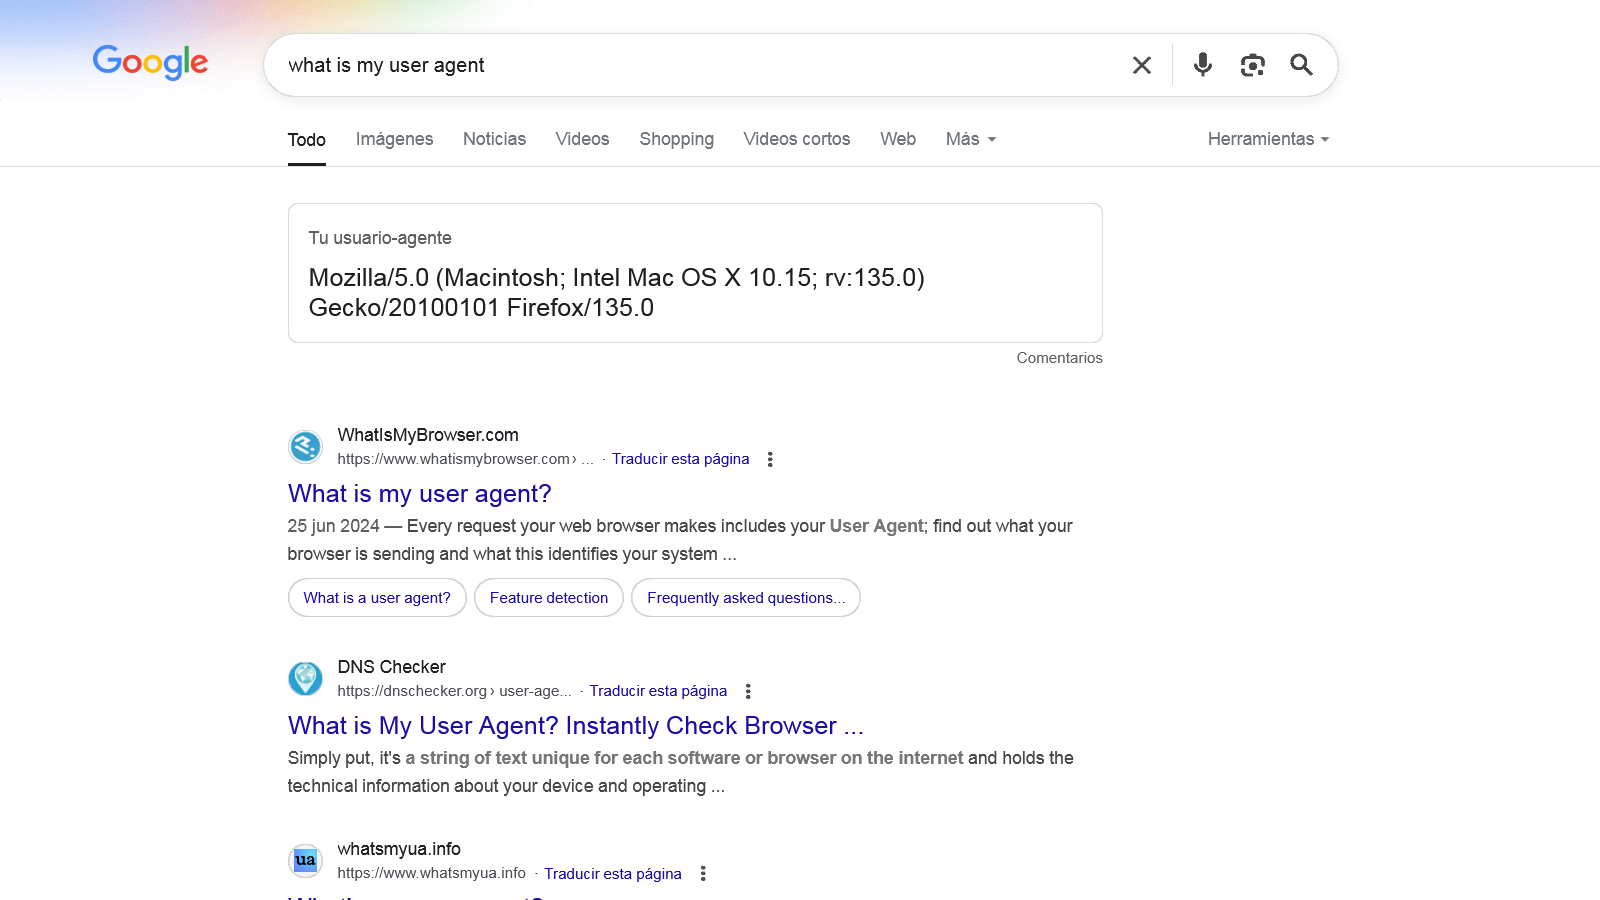 Google
what is my user agent
Todo Imágenes Noticias Videos Shopping Videos cortos Web Más Herramientas
Tu usuario-agente
Mozilla/5.0 (Macintosh; Intel Mac OS X 10.15; rv:135.0)
Gecko/20100101 Firefox/135.0
Comentarios
WhatIsMyBrowser.com
https://www.whatismybrowser.com › ... · Traducir esta página
What is my user agent?
25 jun 2024 — Every request your web browser makes includes your User Agent; find out what your
browser is sending and what this identifies your system ...
What is a user agent? Feature detection Frequently asked questions...
DNS Checker
https://dnschecker.org › user-age... · Traducir esta página
What is My User Agent? Instantly Check Browser ...
Simply put, it's a string of text unique for each software or browser on the internet and holds the
technical information about your device and operating ...
ua
whatsmyua.info
https://www.whatsmyua.info · Traducir esta página